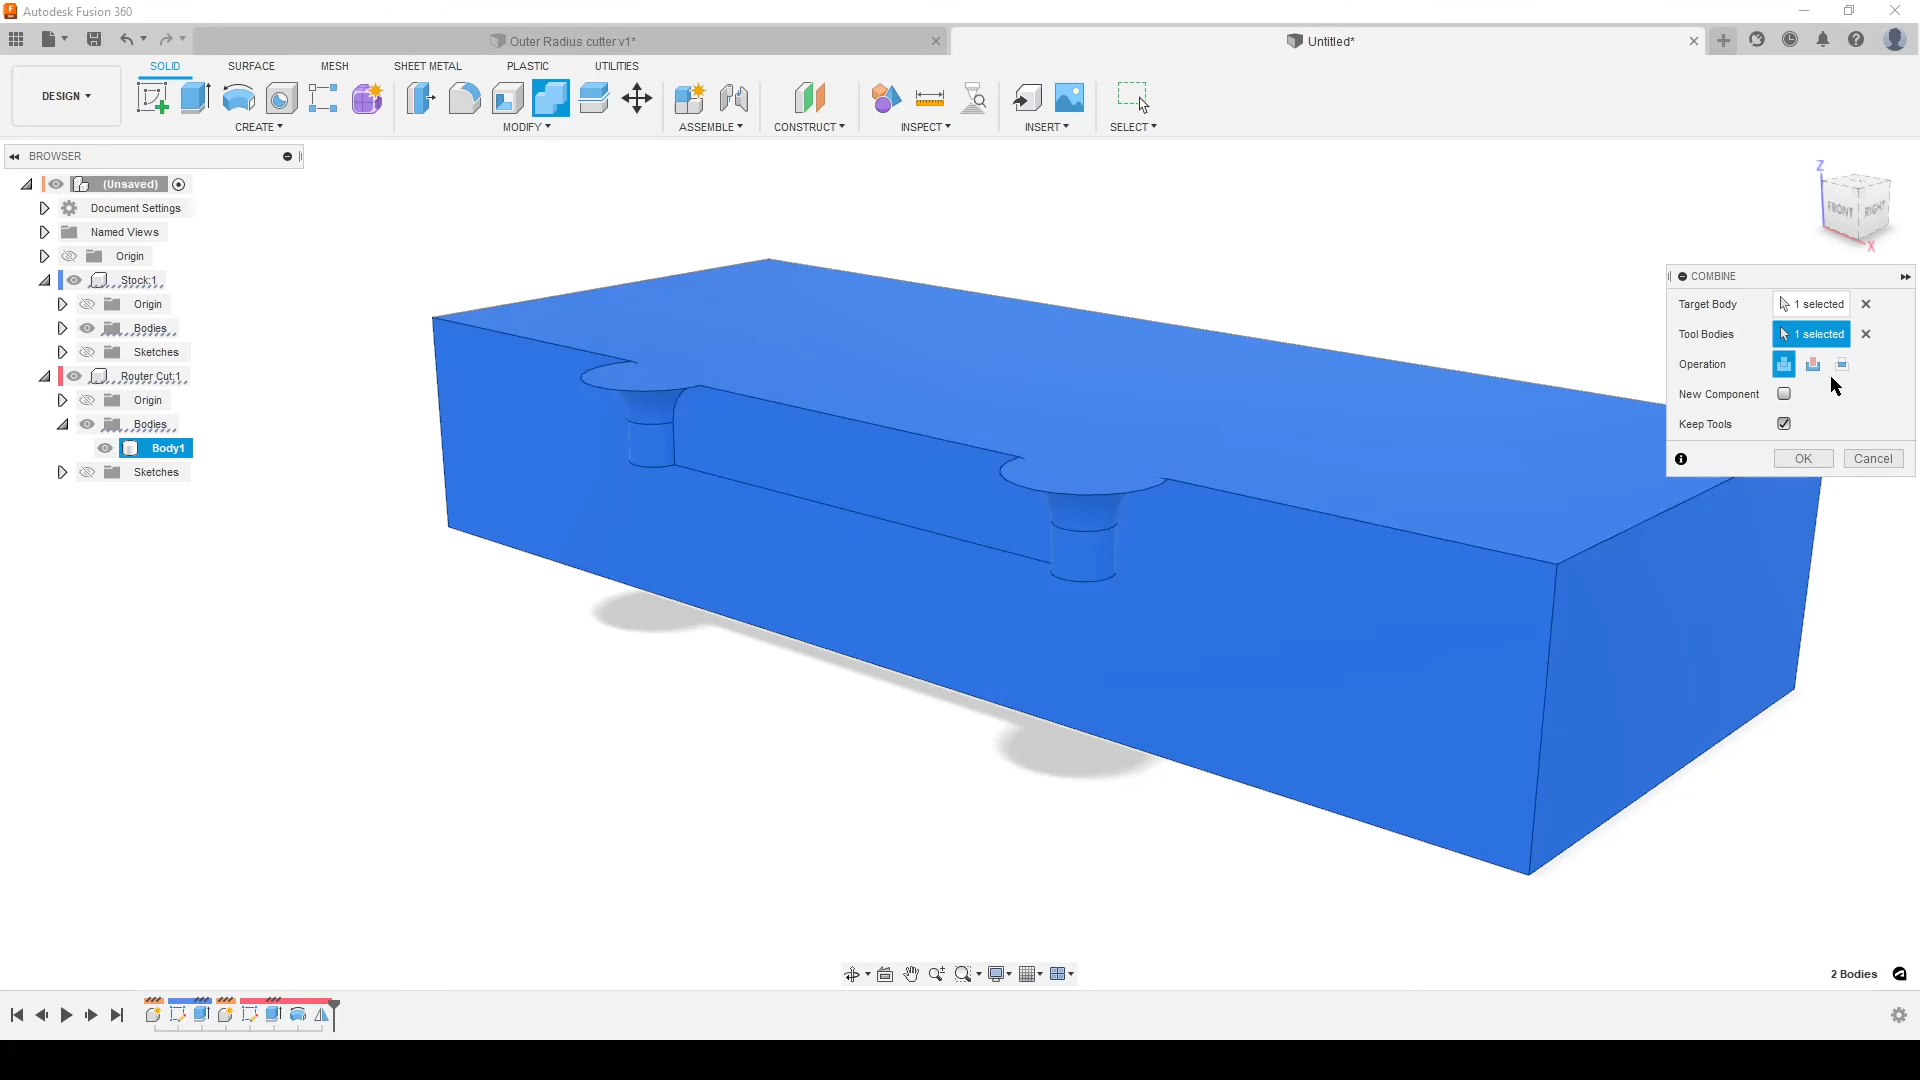 Autodesk Fusion 360
Outer Radius cutter v1*
Untitled*
SOLID
SURFACE
MESH
SHEET METAL
PLASTIC
UTILITIES
DESIGN
CREATE
MODIFY
ASSEMBLE
CONSTRUCT
INSPECT
INSERT
SELECT
BROWSER
(Unsaved)
Document Settings
Named Views
Origin
Stock:1
Origin
Bodies
Sketches
Router Cut:1
Origin
Bodies
Body1
Sketches
Z
FRONT
RIGHT
X
COMBINE
Target Body
1 selected
Tool Bodies
1 selected
Operation
New Component
Keep Tools
OK
Cancel
2 Bodies